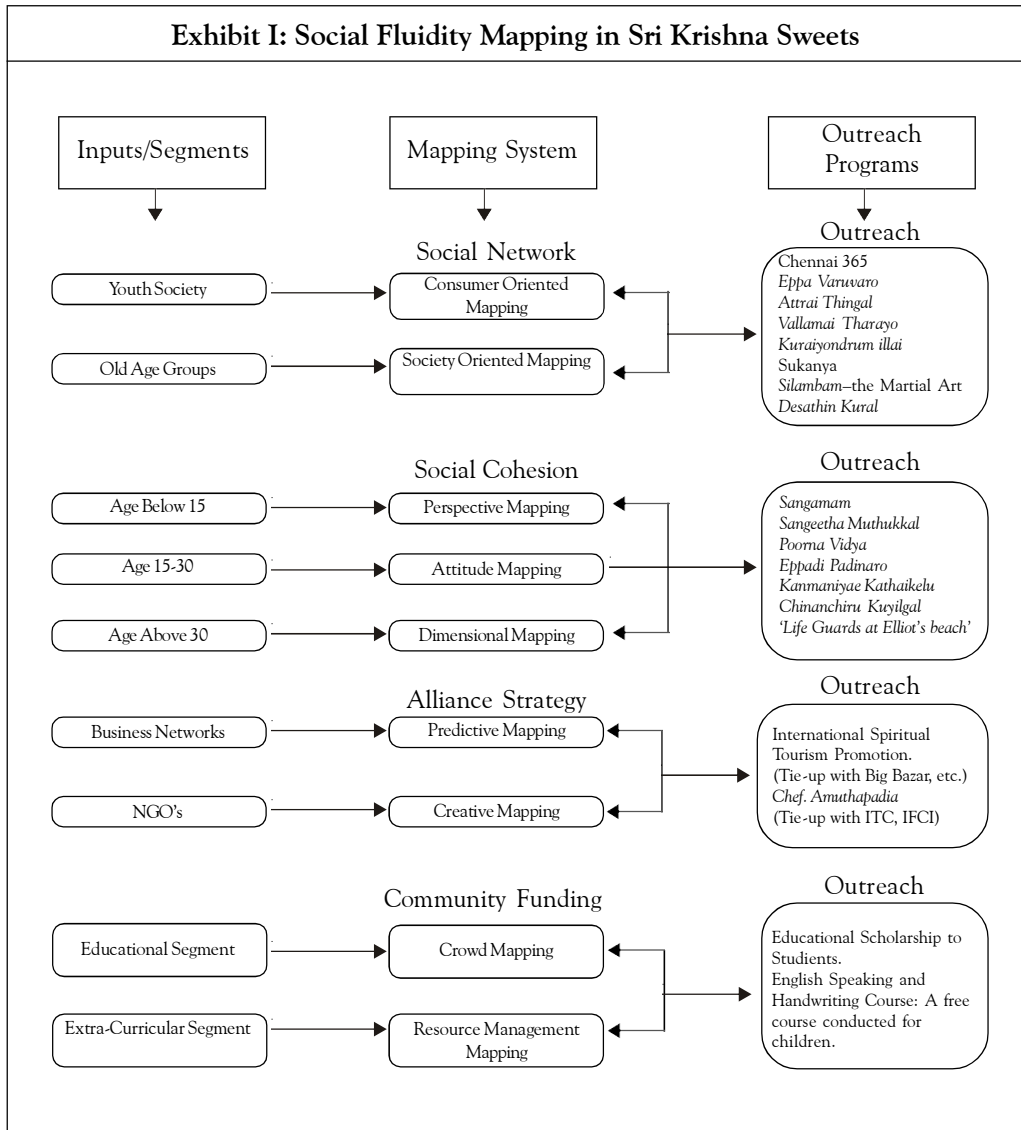 Exhibit I: Social Fluidity Mapping in Sri Krishna Sweets
Inputs/Segments
Mapping System
Outreach
Programs
Social Network
Outreach
Youth Society
Consumer Oriented
Mapping
Old Age Groups
Society Oriented Mapping
Chennai 365
Eppa Varuvaro
Attrai Thingal
Vallamai Tharayo
Kuraiyondrum illai
Sukanya
Silambam–the Martial Art
Desathin Kural
Social Cohesion
Outreach
Age Below 15
Perspective Mapping
Age 15-30
Attitude Mapping
Age Above 30
Dimensional Mapping
Sangamam
Sangeetha Muthukkal
Poorna Vidya
Eppadi Padinaro
Kanmaniyae Kathaikelu
Chinanchiru Kuyilgal
‘Life Guards at Elliot’s beach’
Alliance Strategy
Outreach
Business Networks
Predictive Mapping
NGO’s
Creative Mapping
International Spiritual
Tourism Promotion.
(Tie-up with Big Bazar, etc.)
Chef. Amuthapadia
(Tie-up with ITC, IFCI)
Community Funding
Outreach
Educational Segment
Crowd Mapping
Extra-Curricular Segment
Resource Management
Mapping
Educational Scholarship to
Students.
English Speaking and
Handwriting Course: A free
course conducted for
children.